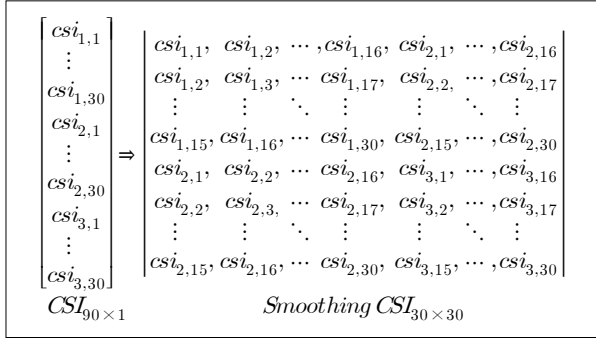 csi1,1
⋮
csi1,30
csi2,1
⋮
csi2,30
csi3,1
⋮
csi3,30
⇒
csi1,1, csi1,2, ⋯ ,csi1,16, csi2,1, ⋯ ,csi2,16
csi1,2, csi1,3, ⋯ ,csi1,17, csi2,2, ⋯ ,csi2,17
⋮ ⋮ ⋱ ⋮ ⋮ ⋱ ⋮
csi1,15, csi1,16, ⋯ csi1,30, csi2,15, ⋯ ,csi2,30
csi2,1, csi2,2, ⋯ csi2,16, csi3,1, ⋯ ,csi3,16
csi2,2, csi2,3, ⋯ csi2,17, csi3,2, ⋯ ,csi3,17
⋮ ⋮ ⋱ ⋮ ⋮ ⋱ ⋮
csi2,15, csi2,16, ⋯ csi2,30, csi3,15, ⋯ ,csi3,30
CSI90×1 Smoothing CSI30×30